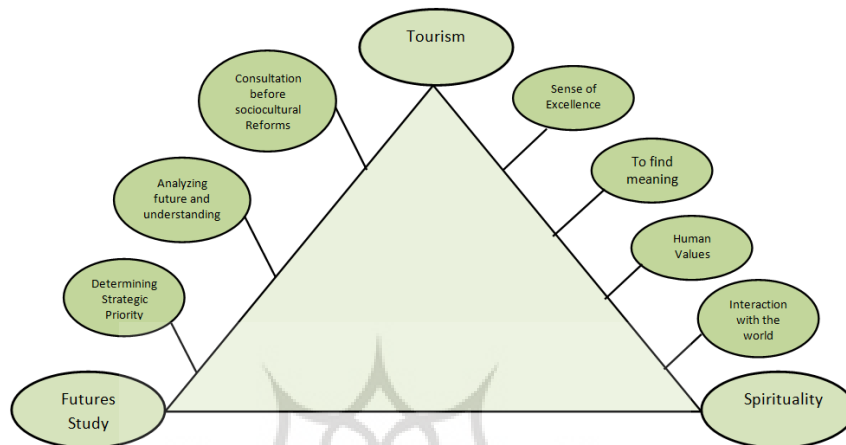 Tourism
Consultation
before
sociocultural
Reforms
Sense of
Excellence
Analyzing
future and
understanding
To find
meaning
Human
Values
Determining
Strategic
Priority
Interaction
with the
world
Futures
Study
Spirituality